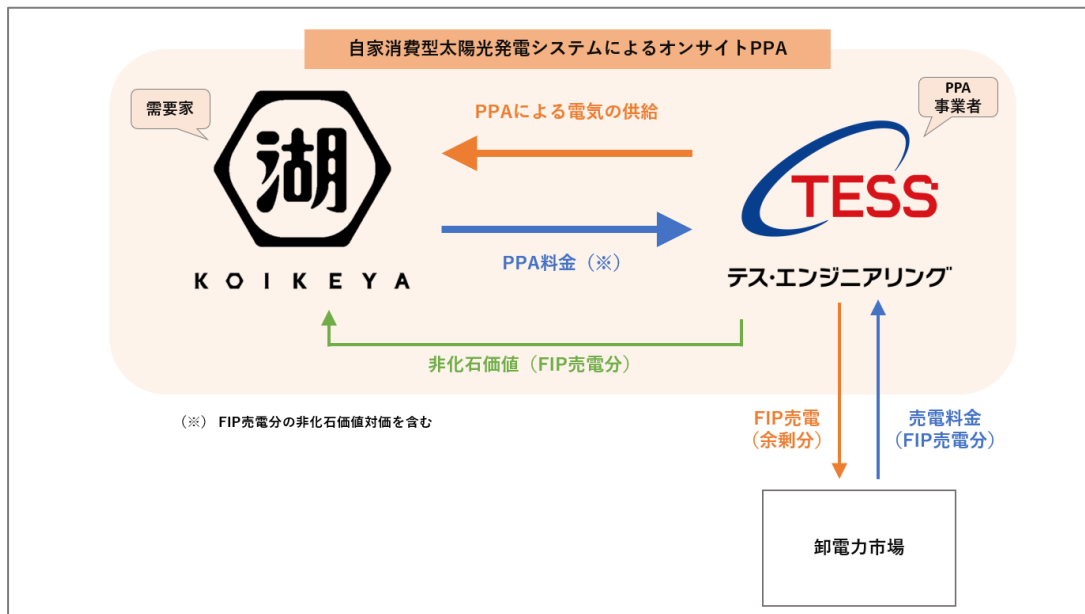 自家消費型太陽光発電システムによるオンサイトPPA
需要家
PPA
事業者
湖
KOIKEYA
PPAによる電気の供給
PPA料金（※）
TESS
テス・エンジニアリング
非化石価値（FIP売電分）
（※） FIP売電分の非化石価値対価を含む
FIP売電
（余剰分）
売電料金
（FIP売電分）
卸電力市場